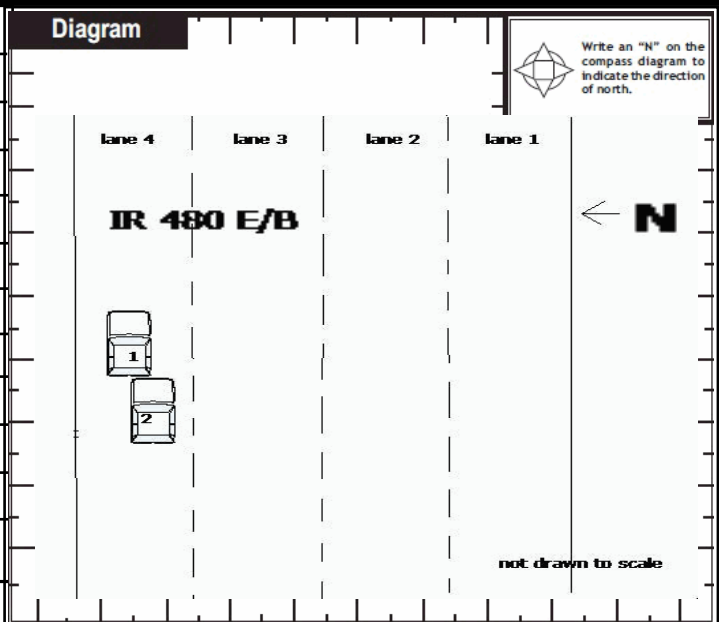 Diagram
Write an “N” on the
compass diagram to
indicate the direction
of north.
lane 4 lane 3 lane 2 lane 1
IR 480 E/B
N
1
2
not drawn to scale